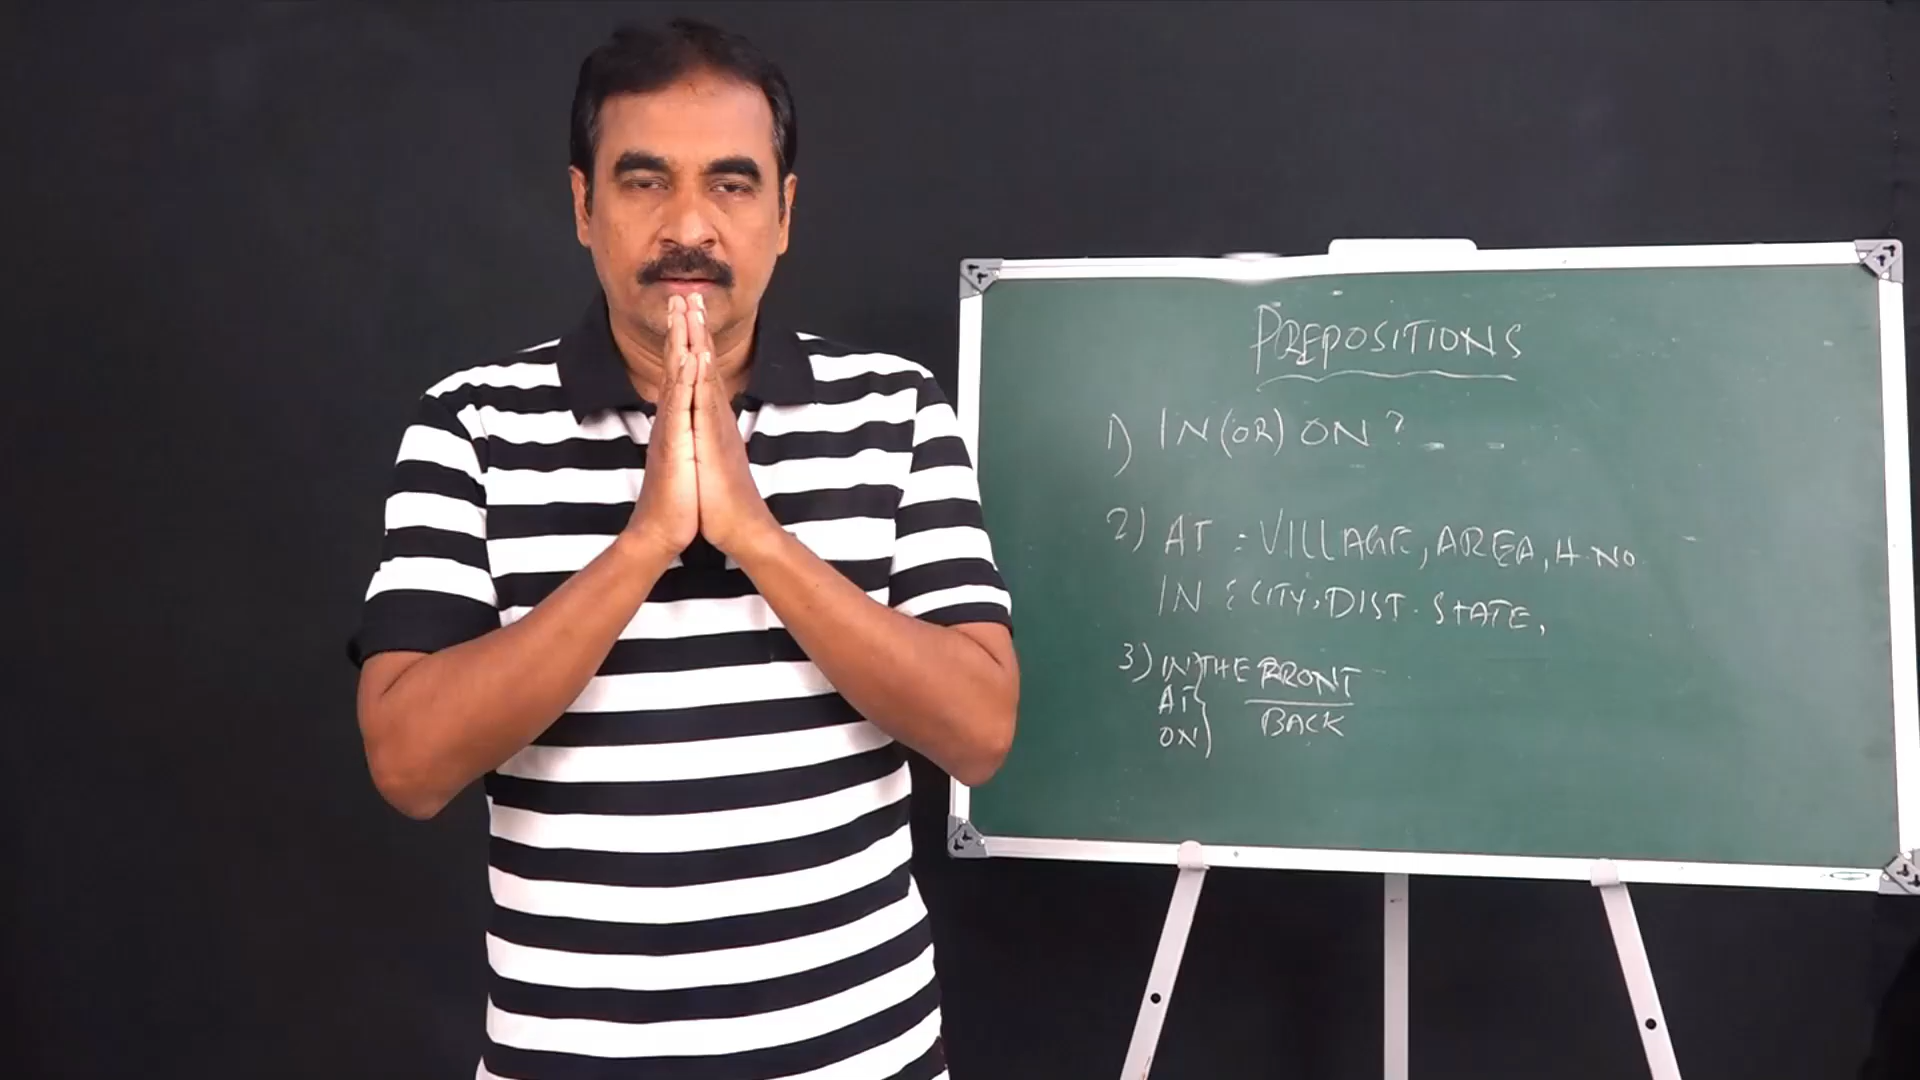 PREPOSITIONS
1) IN (OR) ON ?
2) AT : VILLAGE, AREA, H.NO.
IN : CITY, DIST. STATE,
3) IN THE FRONT
AT
BACK
ON